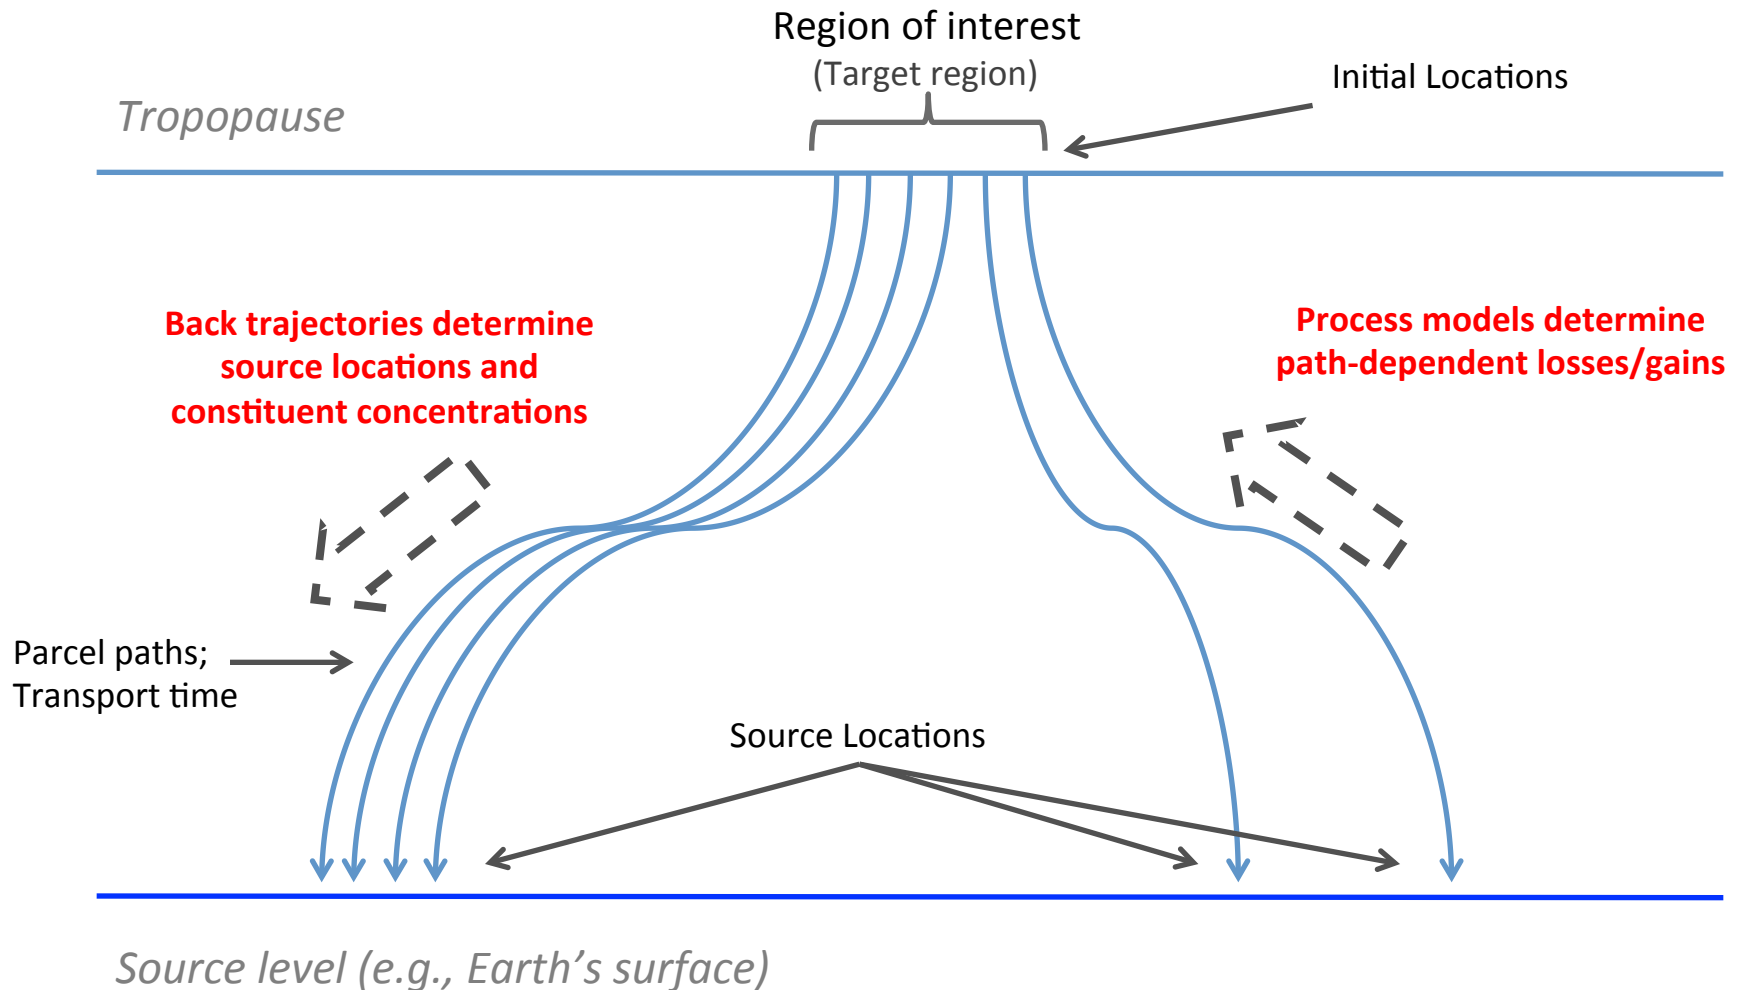 Region of interest
(Target region)
Initial Locations
Tropopause
Back trajectories determine
source locations and
constituent concentrations
Process models determine
path-dependent losses/gains
Parcel paths;
Transport time
Source Locations
Source level (e.g., Earth’s surface)